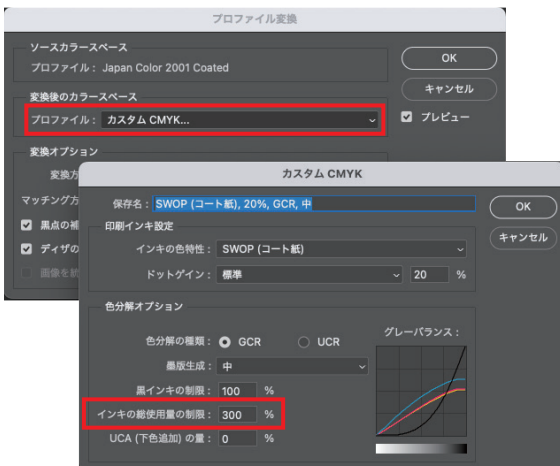 プロファイル変換
ソースカラースペース
プロファイル： Japan Color 2001 Coated
OK
キャンセル
変換後のカラースペース
プロファイル： カスタム CMYK...
プレビュー
変換オプション
変換方
マッチング方
黒点の補
ディザの
画像を統
カスタム CMYK
保存名： SWOP (コート紙), 20%, GCR, 中
OK
キャンセル
印刷インキ設定
インキの色特性： SWOP (コート紙)
ドットゲイン： 標準 20 %
色分解オプション
色分解の種類： GCR UCR
グレーバランス：
墨版生成： 中
黒インキの制限： 100 %
インキの総使用量の制限： 300 %
UCA (下色追加) の量： 0 %